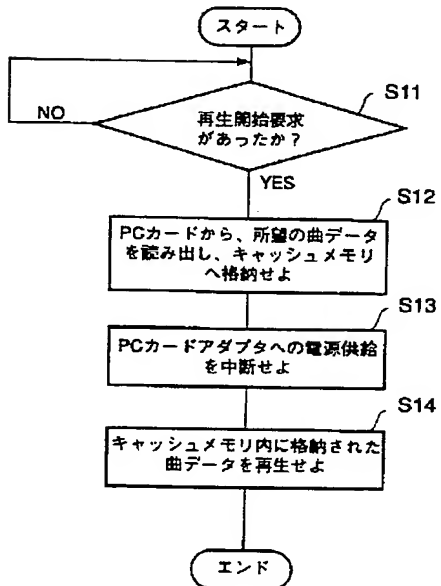 スタート
S11
再生開始要求
があったか？
NO
YES
S12
PCカードから、所望の曲データ
を読み出し、キャッシュメモリ
へ格納せよ
S13
PCカードアダプタへの電源供給
を中断せよ
S14
キャッシュメモリ内に格納された
曲データを再生せよ
エンド